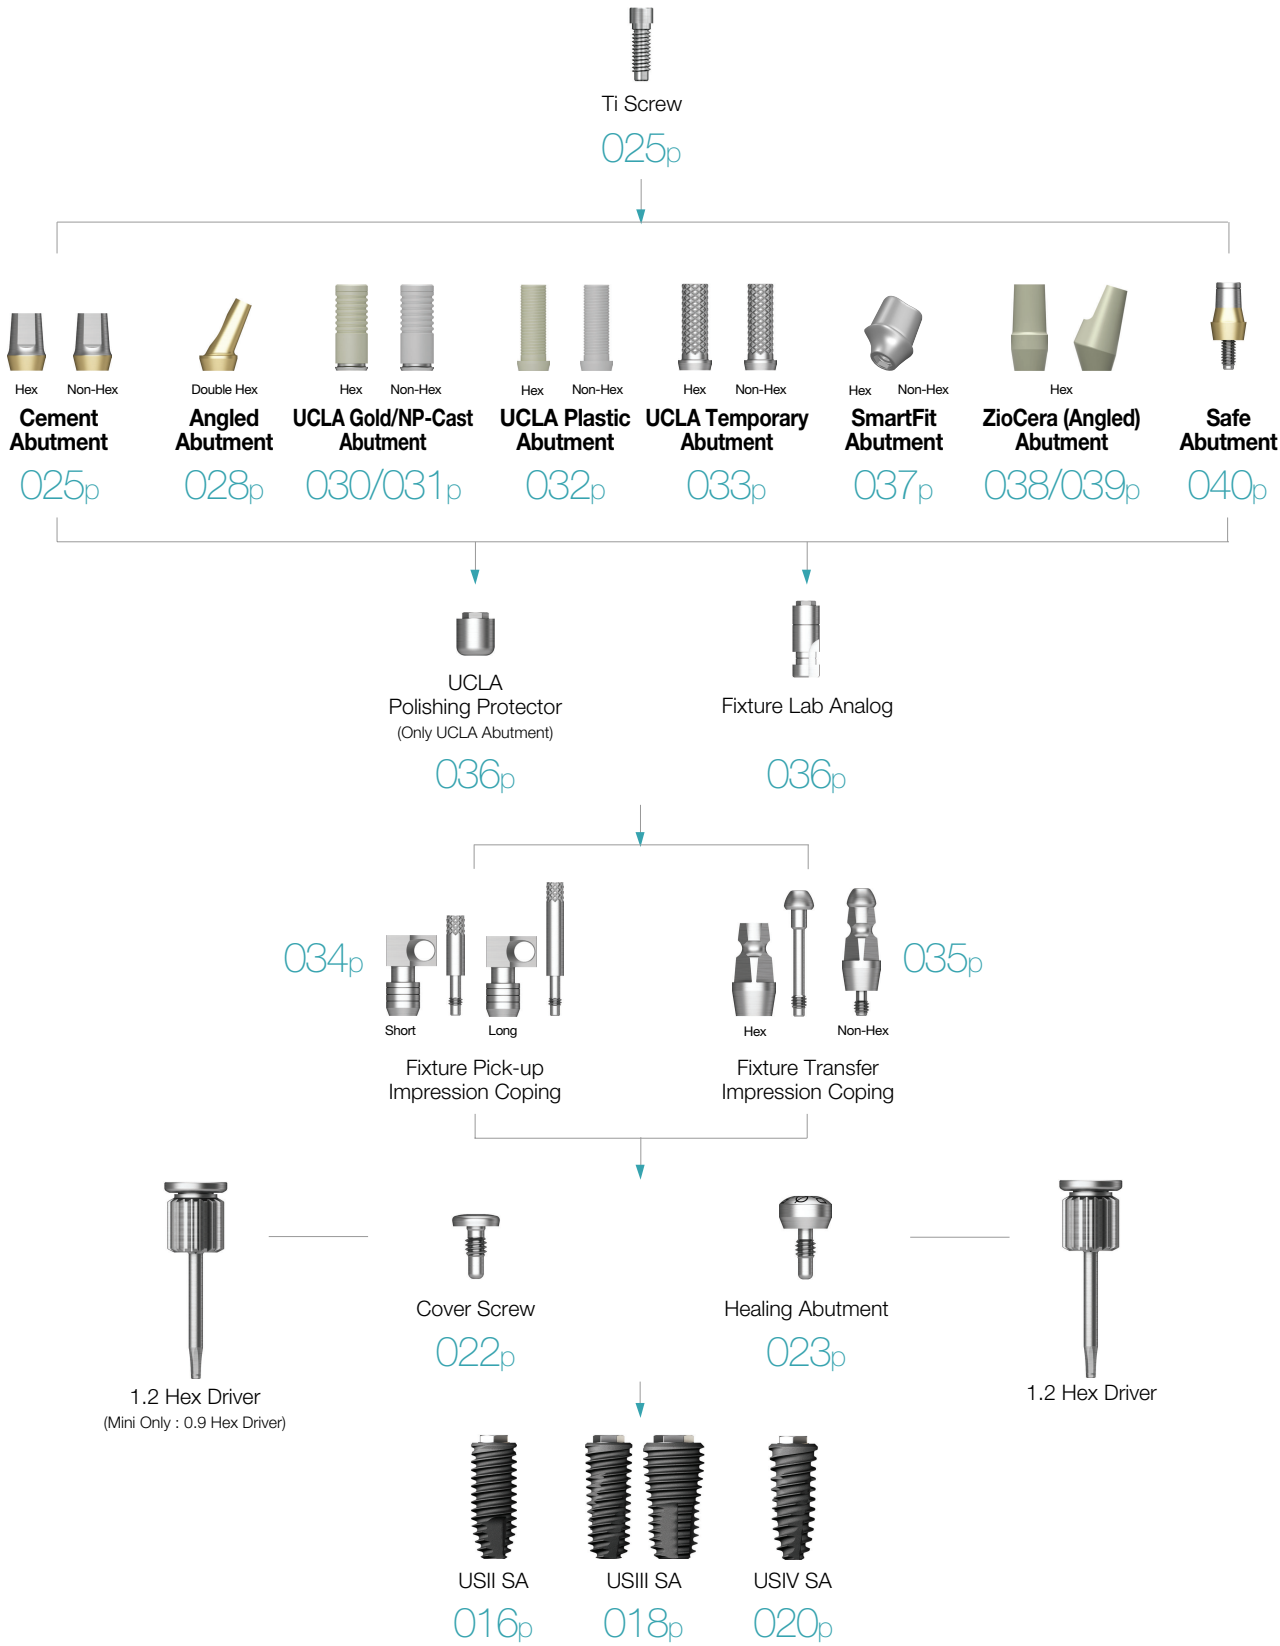 Ti Screw
025p
Hex Non-Hex
Cement
Abutment
025p
Double Hex
Angled
Abutment
028p
Hex Non-Hex
UCLA Gold/NP-Cast
Abutment
030/031p
Hex Non-Hex
UCLA Plastic
Abutment
032p
Hex Non-Hex
UCLA Temporary
Abutment
033p
Hex Non-Hex
SmartFit
Abutment
037p
Hex
ZioCera (Angled)
Abutment
038/039p
Safe
Abutment
040p
UCLA
Polishing Protector
(Only UCLA Abutment)
036p
Fixture Lab Analog
036p
034p
Short Long
Fixture Pick-up
Impression Coping
035p
Hex Non-Hex
Fixture Transfer
Impression Coping
1.2 Hex Driver
(Mini Only : 0.9 Hex Driver)
Cover Screw
022p
Healing Abutment
023p
1.2 Hex Driver
USII SA
016p
USIII SA
018p
USIV SA
020p